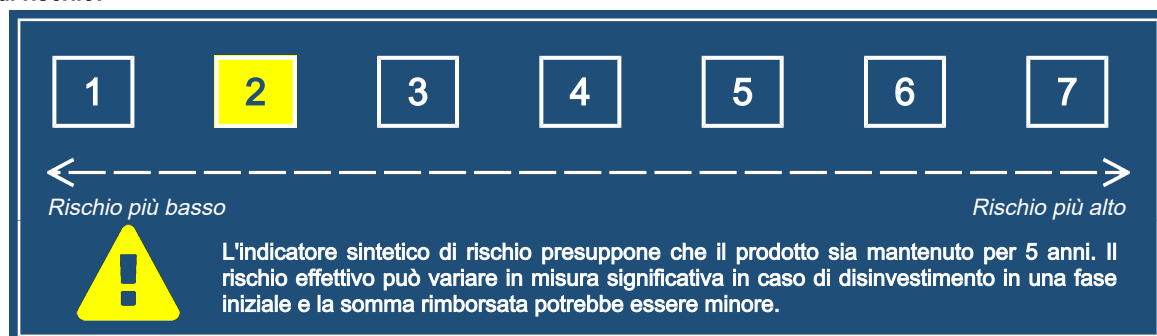 1 2 3 4 5 6 7
Rischio più basso Rischio più alto
L'indicatore sintetico di rischio presuppone che il prodotto sia mantenuto per 5 anni. Il
rischio effettivo può variare in misura significativa in caso di disinvestimento in una fase
iniziale e la somma rimborsata potrebbe essere minore.